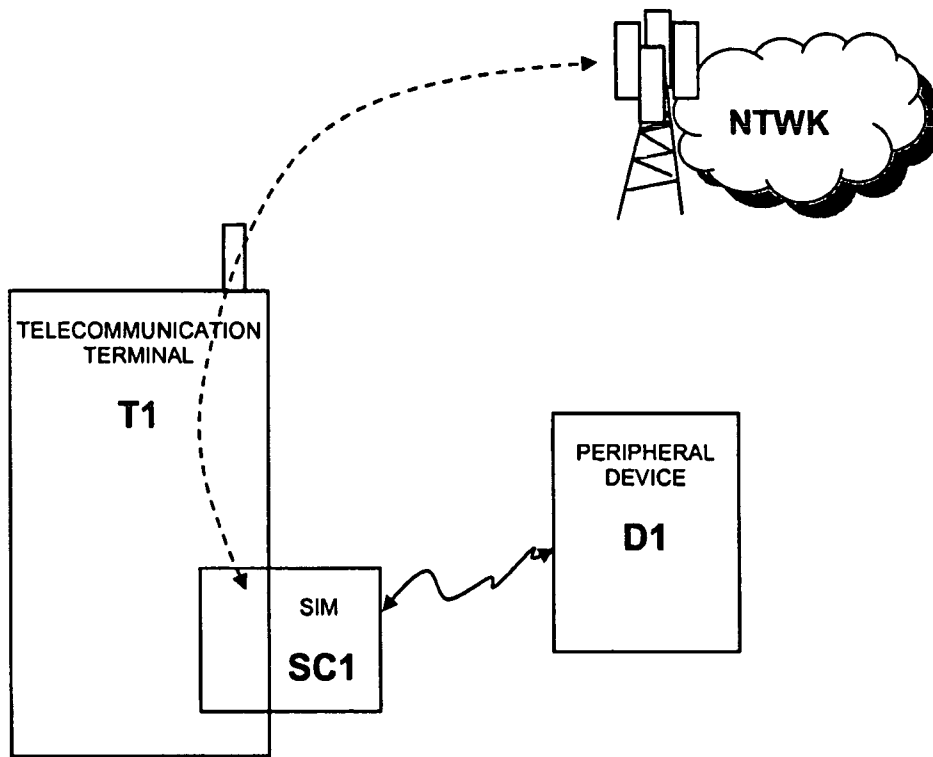 NTWK
TELECOMMUNICATION
TERMINAL
T1
PERIPHERAL
DEVICE
D1
SIM
SC1